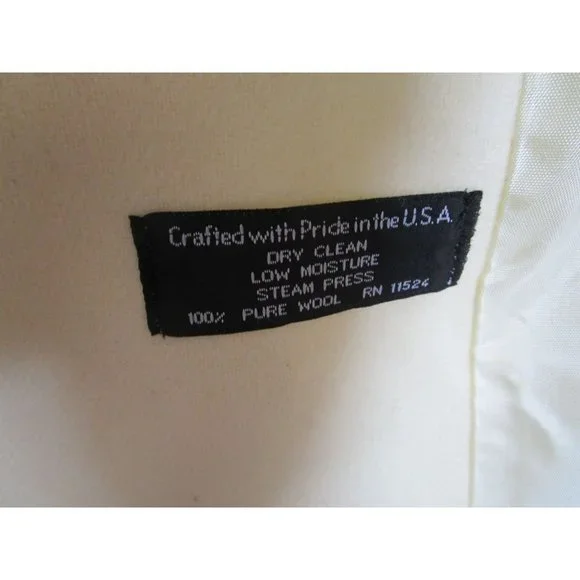 Crafted with Pride in the U.S.A.
DRY CLEAN
LOW MOISTURE
STEAM PRESS
100% PURE WOOL RN 11524